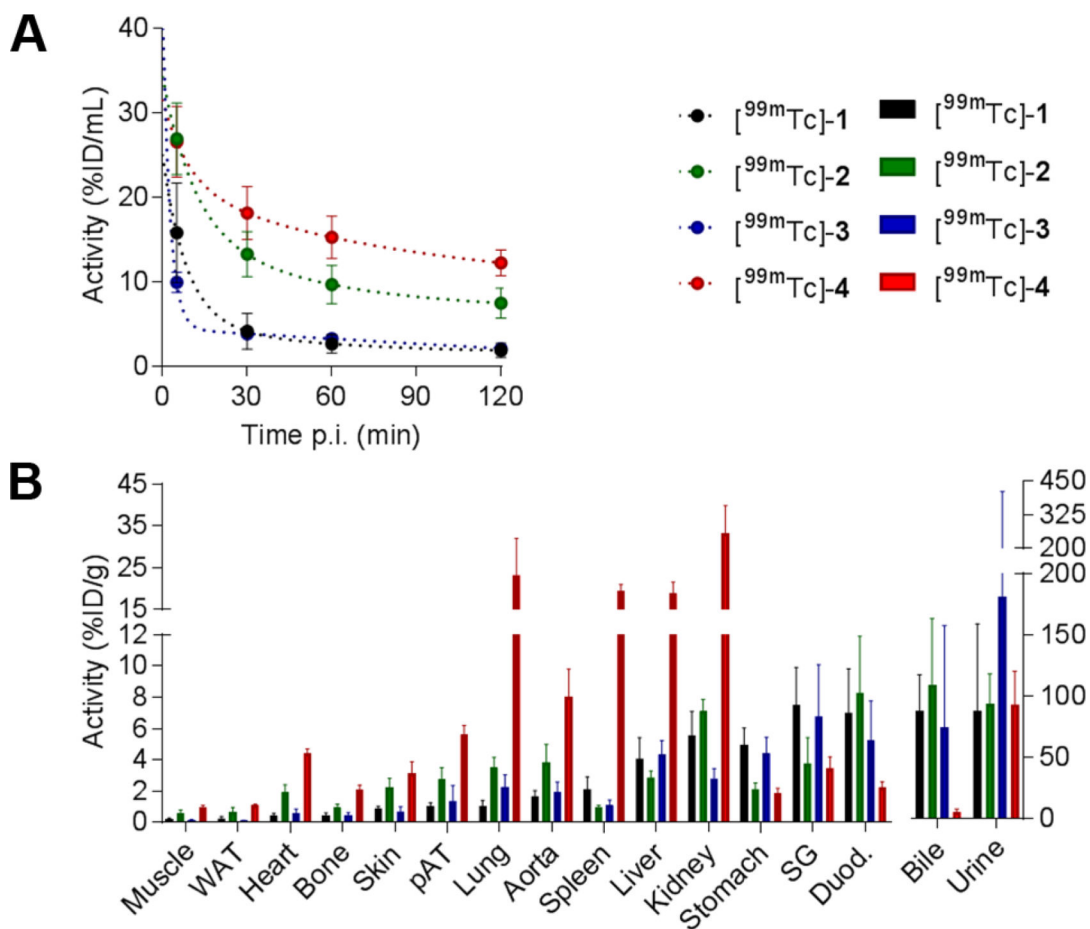 A
Activity (%ID/mL)
40
30
20
10
0
0 30 60 90 120
Time p.i. (min)
[99mTc]-1 [99mTc]-1
[99mTc]-2 [99mTc]-2
[99mTc]-3 [99mTc]-3
[99mTc]-4 [99mTc]-4
B
Activity (%ID/g)
45
35
25
15
12
10
8
6
4
2
0
450
325
200
200
150
100
50
0
Muscle WAT Heart Bone Skin pAT Lung Aorta Spleen Liver Kidney Stomach SG Duod. Bile Urine